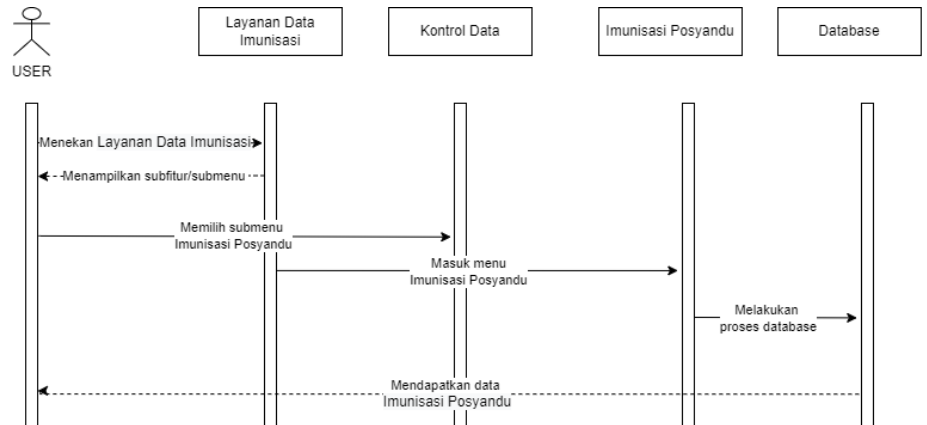 Layanan Data
Imunisasi
Kontrol Data
Imunisasi Posyandu
Database
USER
Menekan Layanan Data Imunisasi
Menampilkan subfitur/submenu
Memilih submenu
Imunisasi Posyandu
Masuk menu
Imunisasi Posyandu
Melakukan
proses database
Mendapatkan data
Imunisasi Posyandu